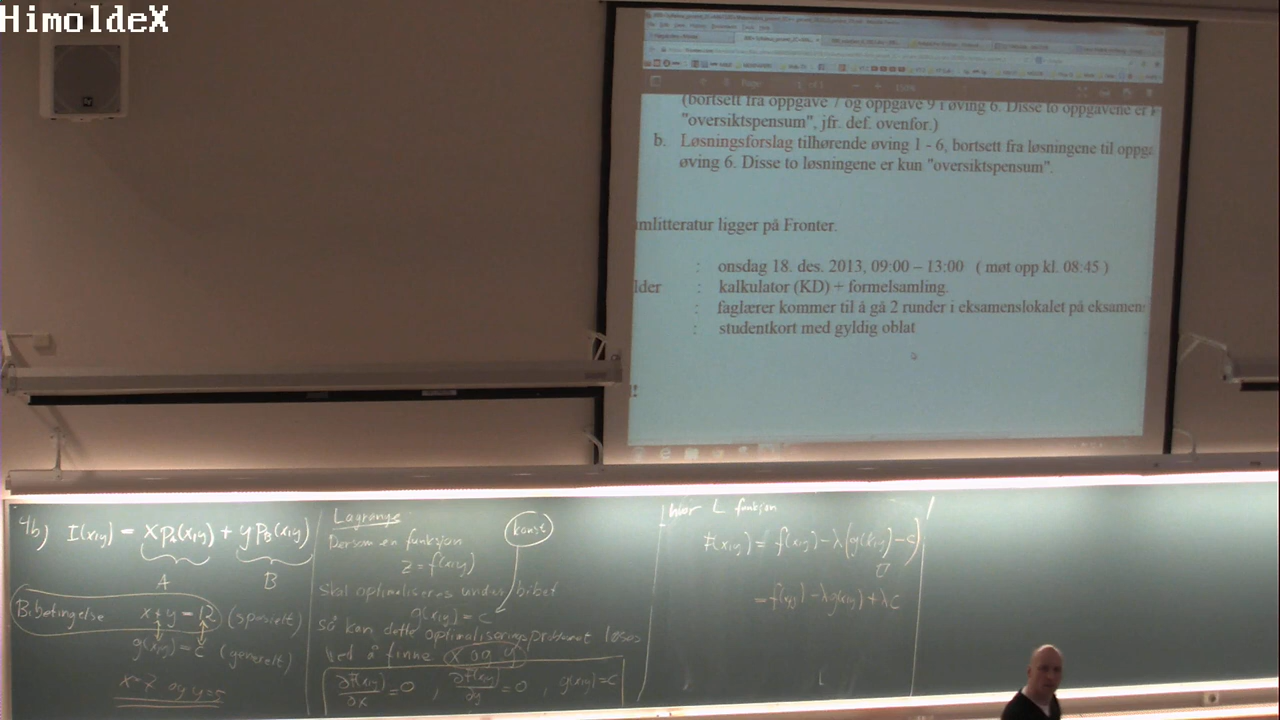 HimoldeX
(bortsett fra oppgave 7 og oppgave 9 i øving 6. Disse to oppgavene er k
"oversiktspensum", jfr. def. ovenfor.)
b. Løsningsforslag tilhørende øving 1 - 6, bortsett fra løsningene til oppga
øving 6. Disse to løsningene er kun "oversiktspensum".
mlitteratur ligger på Fronter.
: onsdag 18. des. 2013, 09:00 – 13:00 ( møt opp kl. 08:45 )
lder : kalkulator (KD) + formelsamling.
: faglærer kommer til å gå 2 runder i eksamenslokalet på eksamens
: studentkort med gyldig oblat
!
4b) I(x,y) = xPA(x,y) + yPB(x,y)
A B
Bibetingelse x + y = 12 (spesielt)
g(x,y) = C (generelt)
x=7 og y=5
Lagrange
Dersom en funksjon
z = f(x,y)
skal optimaliseres under bibet
g(x,y) = C
konst
så kan dette optimaliseringsproblemet løses
ved å finne x og y
∂F(x,y)/∂x = 0 , ∂F(x,y)/∂y = 0 , g(x,y) = C
hvor L funksjon
F(x,y) = f(x,y) - λ(g(x,y) - C)
= f(x,y) - λg(x,y) + λC